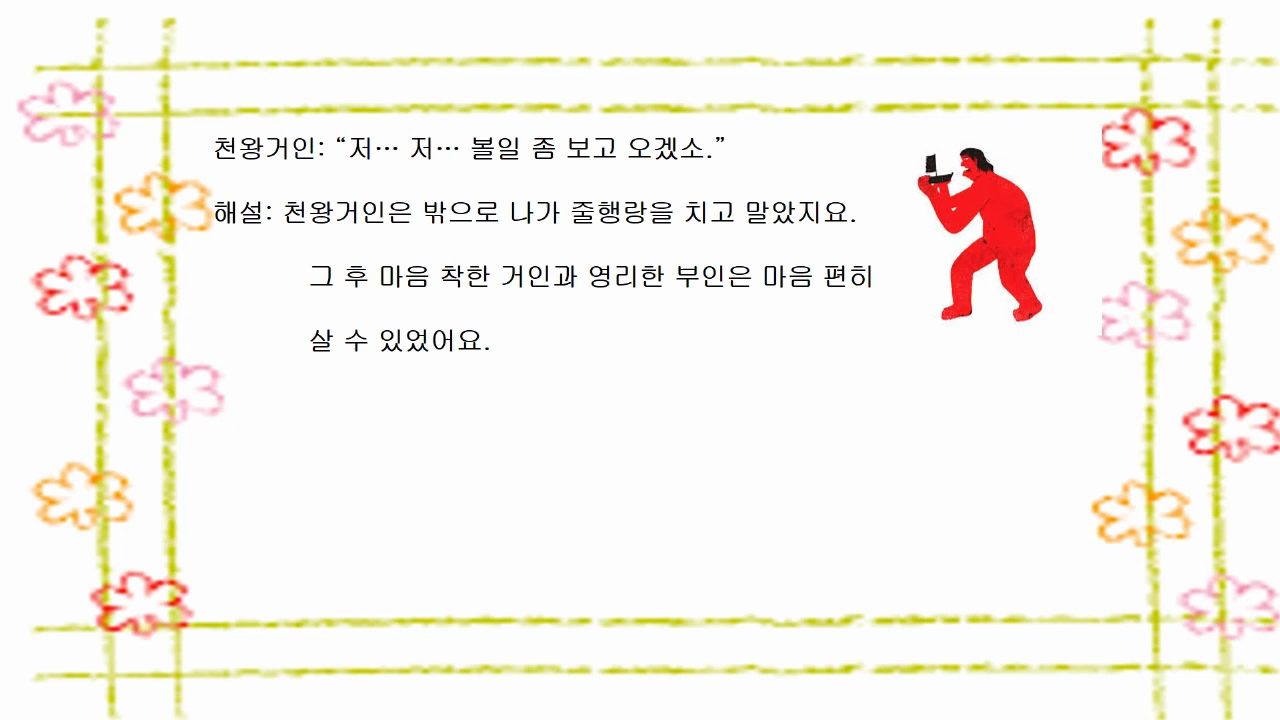 천왕거인: “저… 저… 볼일 좀 보고 오겠소.”
해설: 천왕거인은 밖으로 나가 줄행랑을 치고 말았지요.
그 후 마음 착한 거인과 영리한 부인은 마음 편히
살 수 있었어요.